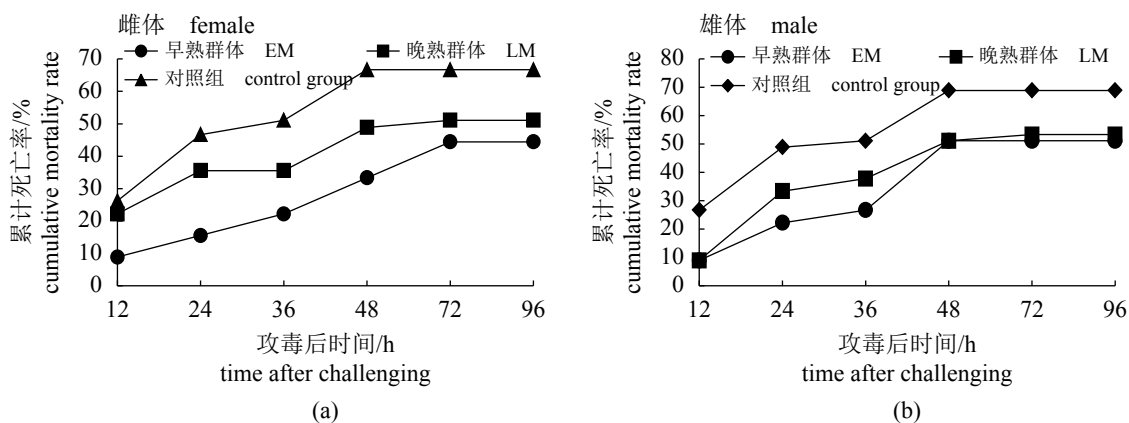 雌体 female
早熟群体 EM
晚熟群体 LM
对照组 control group
70
60
50
40
30
20
10
0
累计死亡率/%
cumulative mortality rate
12 24 36 48 72 96
攻毒后时间/h
time after challenging
(a)
雄体 male
早熟群体 EM
晚熟群体 LM
对照组 control group
80
70
60
50
40
30
20
10
0
累计死亡率/%
cumulative mortality rate
12 24 36 48 72 96
攻毒后时间/h
time after challenging
(b)